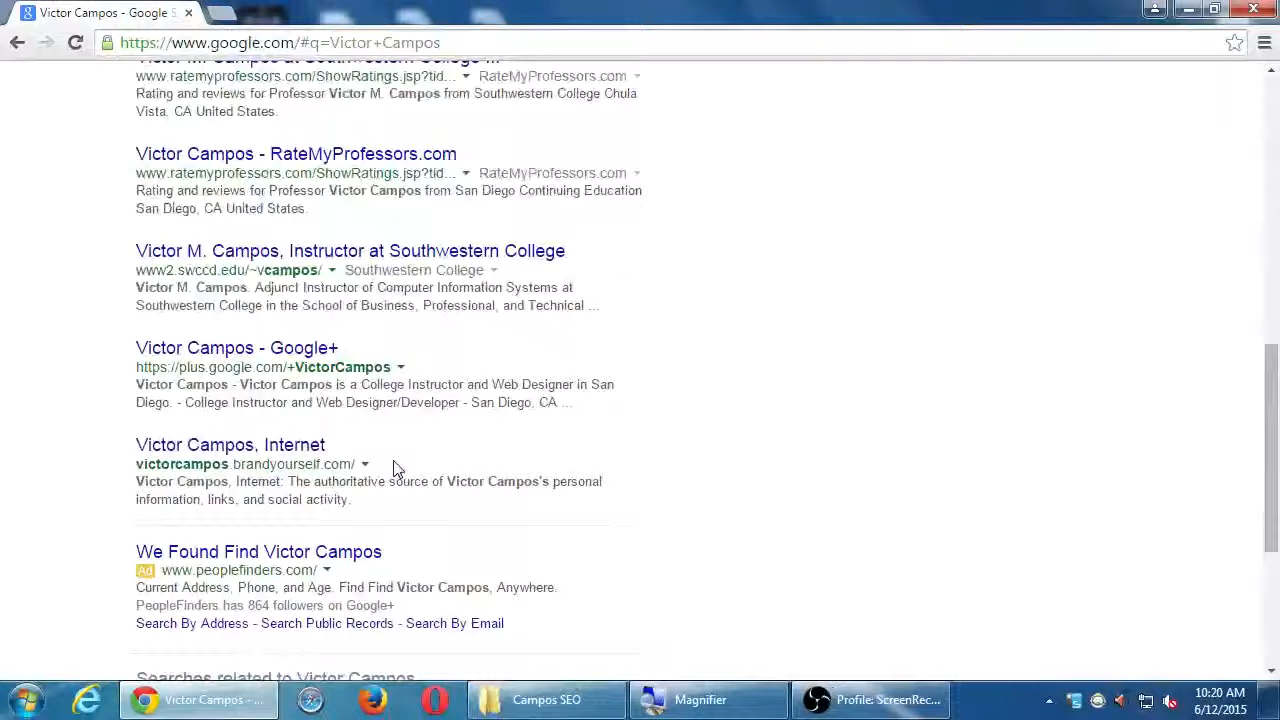 Victor Campos - Google S
https://www.google.com/#q=Victor+Campos
Victor M. Campos at Southwestern College ...
www.ratemyprofessors.com/ShowRatings.jsp?tid... RateMyProfessors.com
Rating and reviews for Professor Victor M. Campos from Southwestern College Chula
Vista, CA United States.
Victor Campos - RateMyProfessors.com
www.ratemyprofessors.com/ShowRatings.jsp?tid... RateMyProfessors.com
Rating and reviews for Professor Victor Campos from San Diego Continuing Education
San Diego, CA United States.
Victor M. Campos, Instructor at Southwestern College
www2.swccd.edu/~vcampos/ Southwestern College
Victor M. Campos. Adjunct Instructor of Computer Information Systems at
Southwestern College in the School of Business, Professional, and Technical ...
Victor Campos - Google+
https://plus.google.com/+VictorCampos
Victor Campos - Victor Campos is a College Instructor and Web Designer in San
Diego. - College Instructor and Web Designer/Developer - San Diego, CA ...
Victor Campos, Internet
victorcampos.brandyourself.com/
Victor Campos, Internet: The authoritative source of Victor Campos's personal
information, links, and social activity.
We Found Find Victor Campos
Ad www.peoplefinders.com/
Current Address, Phone, and Age. Find Find Victor Campos, Anywhere.
PeopleFinders has 864 followers on Google+
Search By Address - Search Public Records - Search By Email
Searches related to Victor Campos
Victor Campos - ...
Campos SEO
Magnifier
Profile: ScreenRec...
10:20 AM
6/12/2015